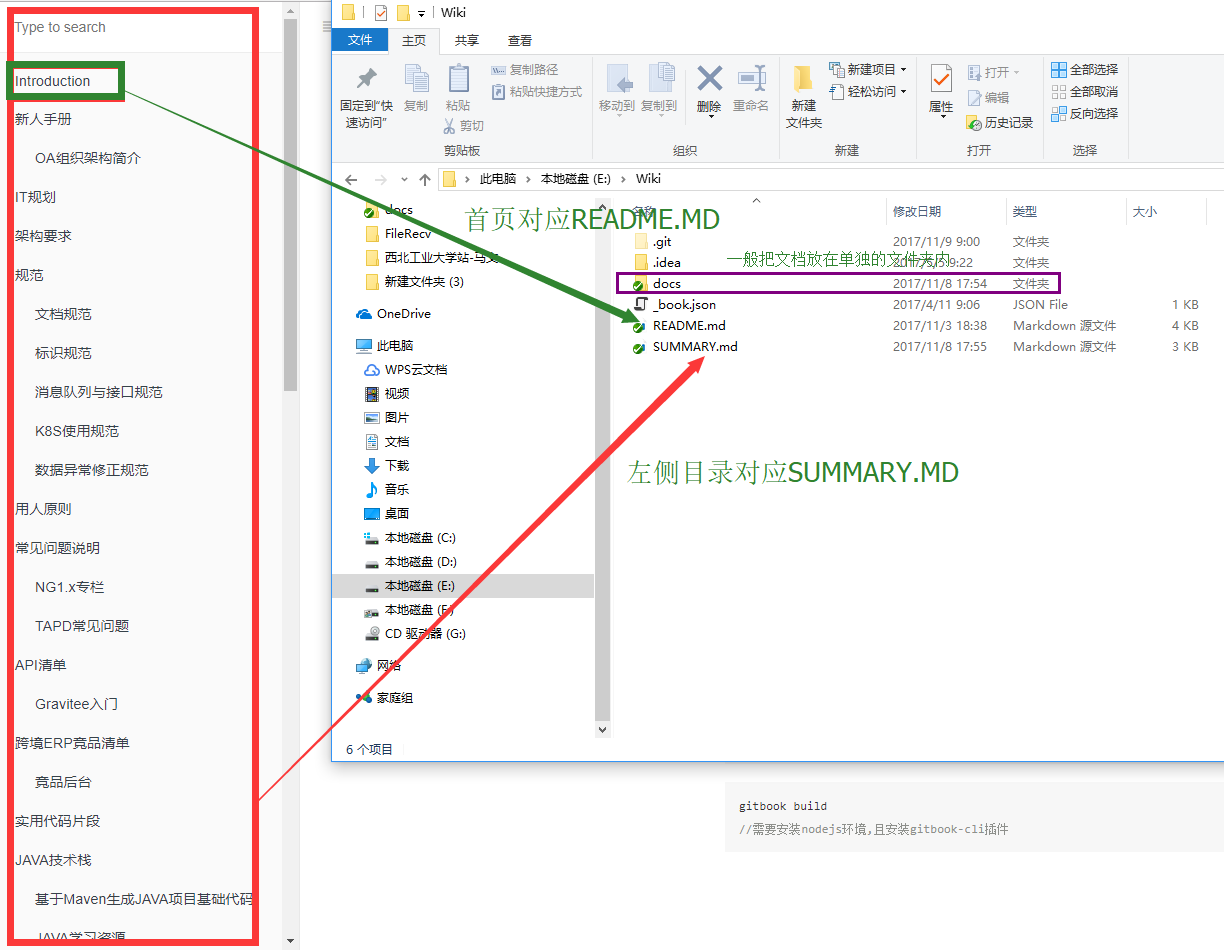 Type to search
Introduction
新人手册
OA组织架构简介
IT规划
架构要求
规范
文档规范
标识规范
消息队列与接口规范
K8S使用规范
数据异常修正规范
用人原则
常见问题说明
NG1.x专栏
TAPD常见问题
API清单
Gravitee入门
跨境ERP竟品清单
竟品后台
实用代码片段
JAVA技术栈
基于Maven生成JAVA项目基础代码
JAVA学习资源
Wiki
文件 主页 共享 查看
固定到"快速访问"
复制
粘贴
复制路径
粘贴快捷方式
剪切
剪贴板
移动到
复制到
删除
重命名
组织
新建
文件夹
新建项目
轻松访问
新建
属性
打开
编辑
历史记录
打开
全部选择
全部取消
反向选择
选择
此电脑 本地磁盘 (E:) Wiki
docs
FileRecv
西北工业大学站-马文
新建文件夹 (3)
OneDrive
此电脑
WPS云文档
视频
图片
文档
下载
音乐
桌面
本地磁盘 (C:)
本地磁盘 (D:)
本地磁盘 (E:)
本地磁盘 (F:)
CD 驱动器 (G:)
网络
家庭组
6 个项目
首页对应README.MD
名称 修改日期 类型 大小
.git 2017/11/9 9:00 文件夹
一般把文档放在单独的文件夹内
.idea 9:22 文件夹
docs 2017/11/8 17:54 文件夹
_book.json 2017/4/11 9:06 JSON File 1 KB
README.md 2017/11/3 18:38 Markdown 源文件 4 KB
SUMMARY.md 2017/11/8 17:55 Markdown 源文件 3 KB
左侧目录对应SUMMARY.MD
gitbook build
//需要安装nodejs环境,且安装gitbook-cli插件